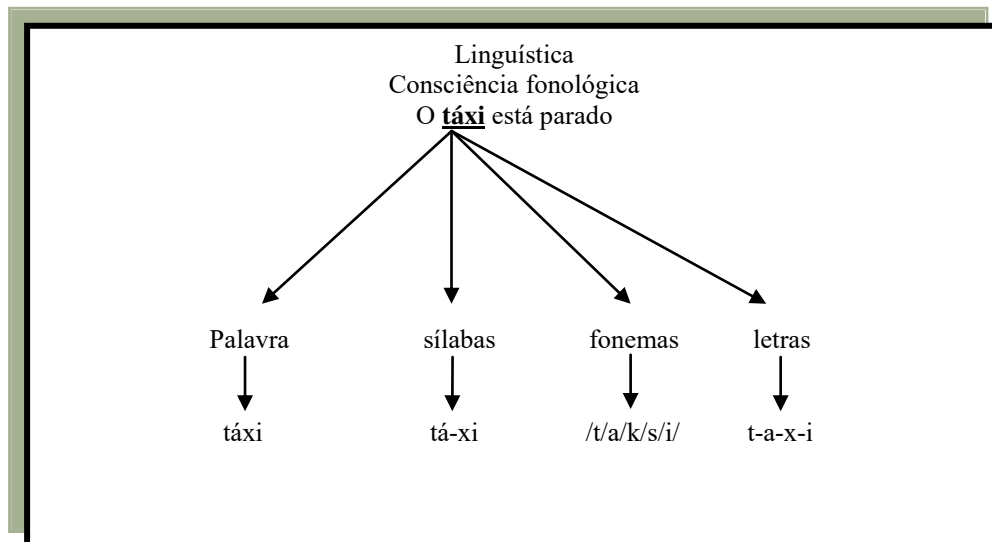 Linguística
Consciência fonológica
O táxi está parado
Palavra sílabas fonemas letras
táxi tá-xi /t/a/k/s/i/ t-a-x-i